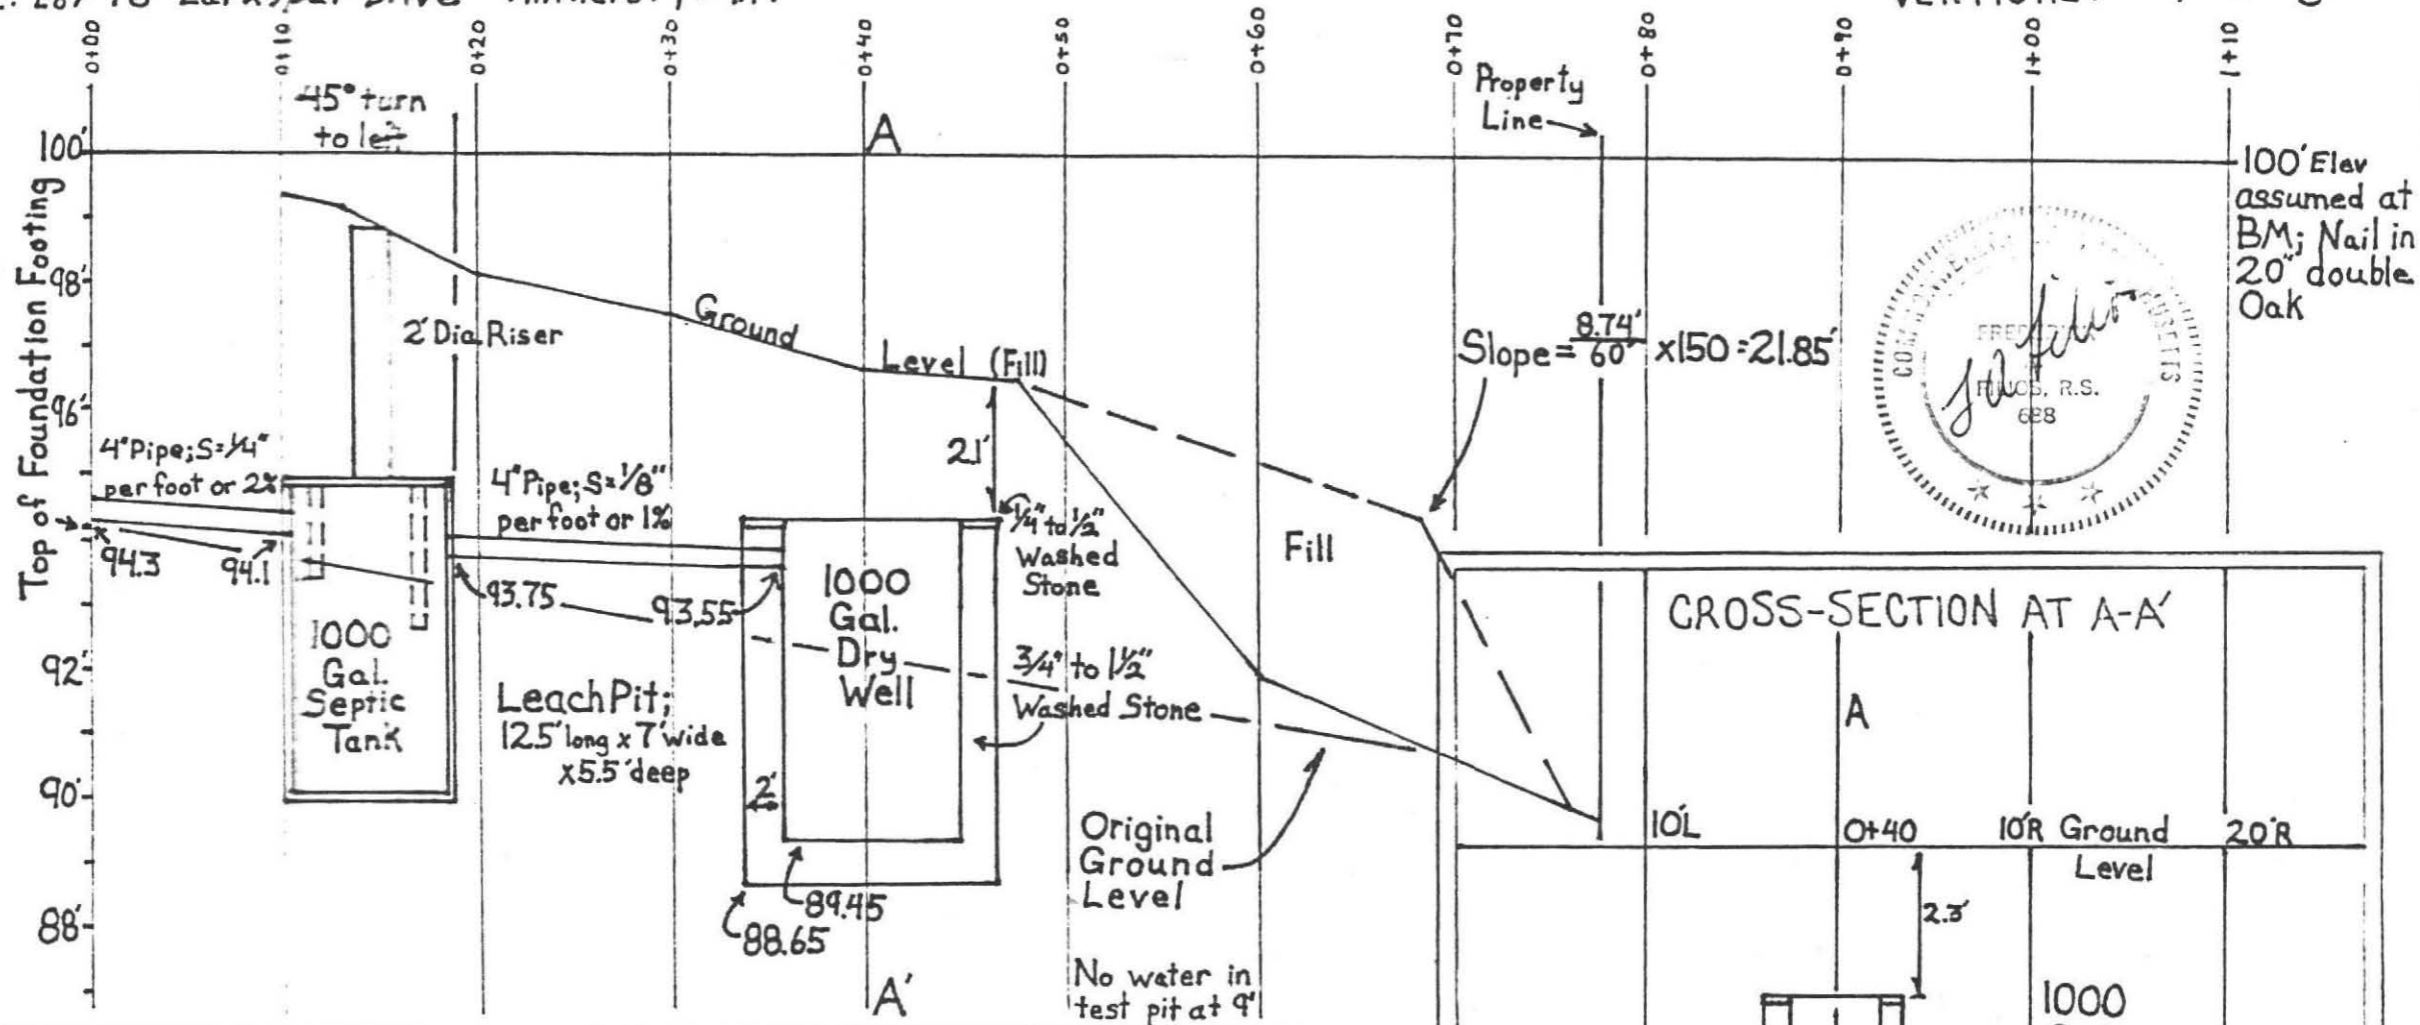 0+00
0+10
0+20
0+30
0+40
0+50
0+60
0+70
0+80
0+90
1+00
1+10
45° turn
to
Property
Line
A
100'
98'
96'
92'
90'
88'
Top of Foundation Footing
100' Elev
assumed at
BM; Nail in
20" double
Oak
2' Dia Riser
Ground
Level (Fill)
Slope = 8.74'/60' x150 = 21.85'
R.S.
4" Pipe; S=1/4"
per foot or 2%
4" Pipe; S=1/8"
per foot or 1%
2.1'
1/4" to 1/2"
Washed
Stone
Fill
94.3
94.1
93.75
93.55
1000
Gal.
Septic
Tank
1000
Gal.
Dry
Well
3/4" to 1 1/2"
Washed Stone
Leach Pit;
12.5' long x 7' wide
x5.5' deep
2'
89.45
88.65
A'
Original
Ground
Level
No water in
test pit at 9'
CROSS-SECTION AT A-A'
A
10'L
0+40
10'R Ground
Level
20'R
2.3'
1000